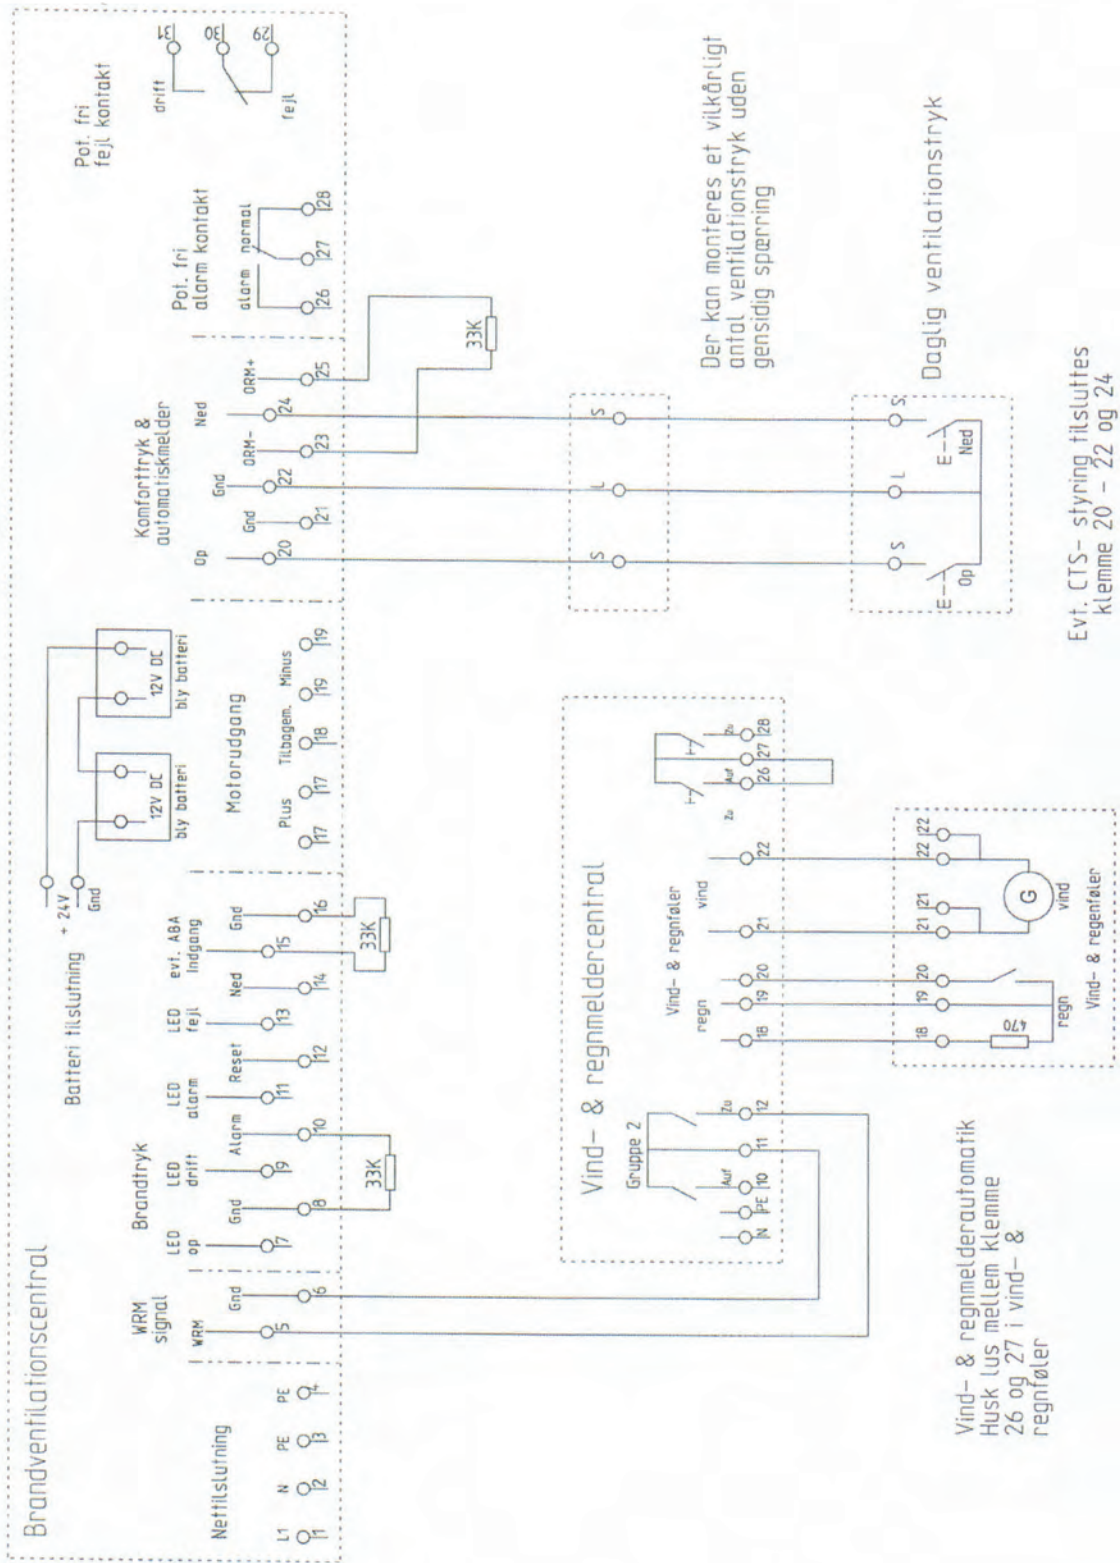 Brandventilationscentral
Nettilslutning
L1
N
PE
PE
1
2
3
4
WRM
signal
WRM
Gnd
5
6
Brandtryk
LED
op
Gnd
LED
drift
Alarm
LED
alarm
Reset
LED
fejl
Ned
evt. ABA
Indgang
Gnd
7
8
9
10
11
12
13
14
15
16
33K
33K
Batteri tilslutning
+ 24V
Gnd
12V DC
bly batteri
12V DC
bly batteri
Motorudgang
Plus
Tilbagem.
Minus
17
17
18
19
19
Komforttryk &
automatiskmelder
Op
Gnd
Gnd
ORM-
Ned
ORM+
20
21
22
23
24
25
33K
Pot. fri
alarm kontakt
alarm
normal
26
27
28
Pot. fri
fejl kontakt
drift
fejl
31
30
29
Vind- & regnmeldercentral
Gruppe 2
Auf
Zu
N
PE
10
11
12
Vind- & regnføler
regn
vind
18
19
20
21
22
Zu
Auf
Zu
26
27
28
18
19
20
21
21
22
22
470
regn
G
vind
Vind- & regenføler
S
L
S
S
L
S
E
Op
E
Ned
Der kan monteres et vilkårligt
antal ventilationstryk uden
gensidig spærring
Daglig ventilationstryk
Evt. CTS- styring tilsluttes
klemme 20 - 22 og 24
Vind- & regnmelderautomatik
Husk lus mellem klemme
26 og 27 i vind- &
regnføler